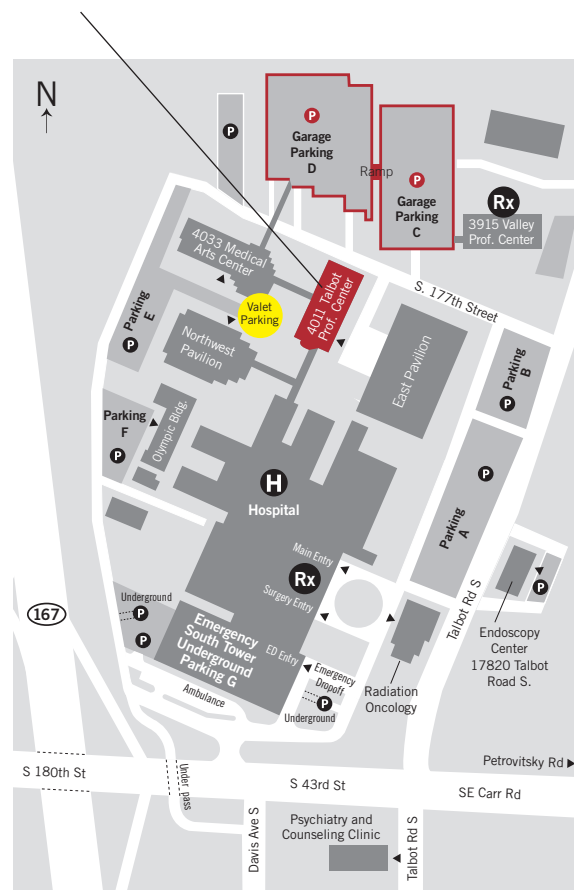 N
P
P
Garage
Parking
D
Ramp
P
Garage
Parking
C
Rx
3915 Valley
Prof. Center
4033 Medical
Arts Center
4011 Talbot
Prof. Center
S. 177th Street
Valet
Parking
Parking
E
P
Northwest
Pavilion
East Pavilion
Parking
B
P
Parking
F
P
Olympic Bldg.
H
Hospital
P
Parking
A
Main Entry
Rx
Surgery Entry
Talbot Rd S
P
Endoscopy
Center
17820 Talbot
Road S.
167
Underground
P
P
Emergency
South Tower
Underground
Parking G
ED Entry
Emergency
Dropoff
P
Underground
Radiation
Oncology
Ambulance
Petrovitsky Rd
S 180th St
Under pass
S 43rd St
SE Carr Rd
Davis Ave S
Psychiatry and
Counseling Clinic
Talbot Rd S